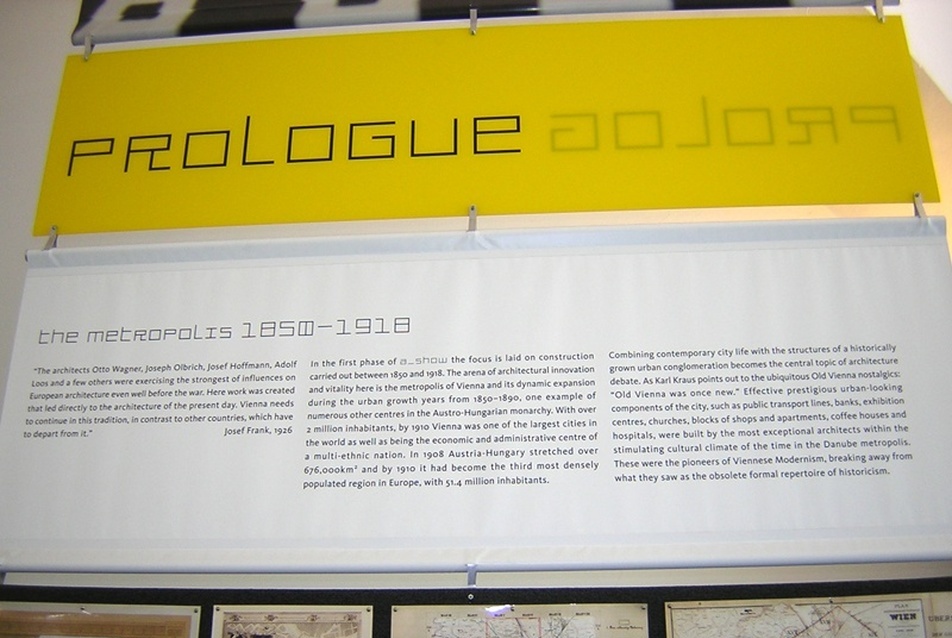 PROLOGUE
PROLOG
the metropolis 1850–1918
"The architects Otto Wagner, Joseph Olbrich, Josef Hoffmann, Adolf
Loos and a few others were exercising the strongest of influences on
European architecture even well before the war. Here work was created
that led directly to the architecture of the present day. Vienna needs
to continue in this tradition, in contrast to other countries, which have
to depart from it."
Josef Frank, 1926
In the first phase of a_show the focus is laid on construction
carried out between 1850 and 1918. The arena of architectural innovation
and vitality here is the metropolis of Vienna and its dynamic expansion
during the urban growth years from 1850–1890, one example of
numerous other centres in the Austro-Hungarian monarchy. With over
2 million inhabitants, by 1910 Vienna was one of the largest cities in
the world as well as being the economic and administrative centre of
a multi-ethnic nation. In 1908 Austria-Hungary stretched over
676,000km² and by 1910 it had become the third most densely
populated region in Europe, with 51.4 million inhabitants.
Combining contemporary city life with the structures of a historically
grown urban conglomeration becomes the central topic of architecture
debate. As Karl Kraus points out to the ubiquitous Old Vienna nostalgics:
"Old Vienna was once new." Effective prestigious urban-looking
components of the city, such as public transport lines, banks, exhibition
centres, churches, blocks of shops and apartments, coffee houses and
hospitals, were built by the most exceptional architects within the
stimulating cultural climate of the time in the Danube metropolis.
These were the pioneers of Viennese Modernism, breaking away from
what they saw as the obsolete formal repertoire of historicism.
PLAN
WIEN